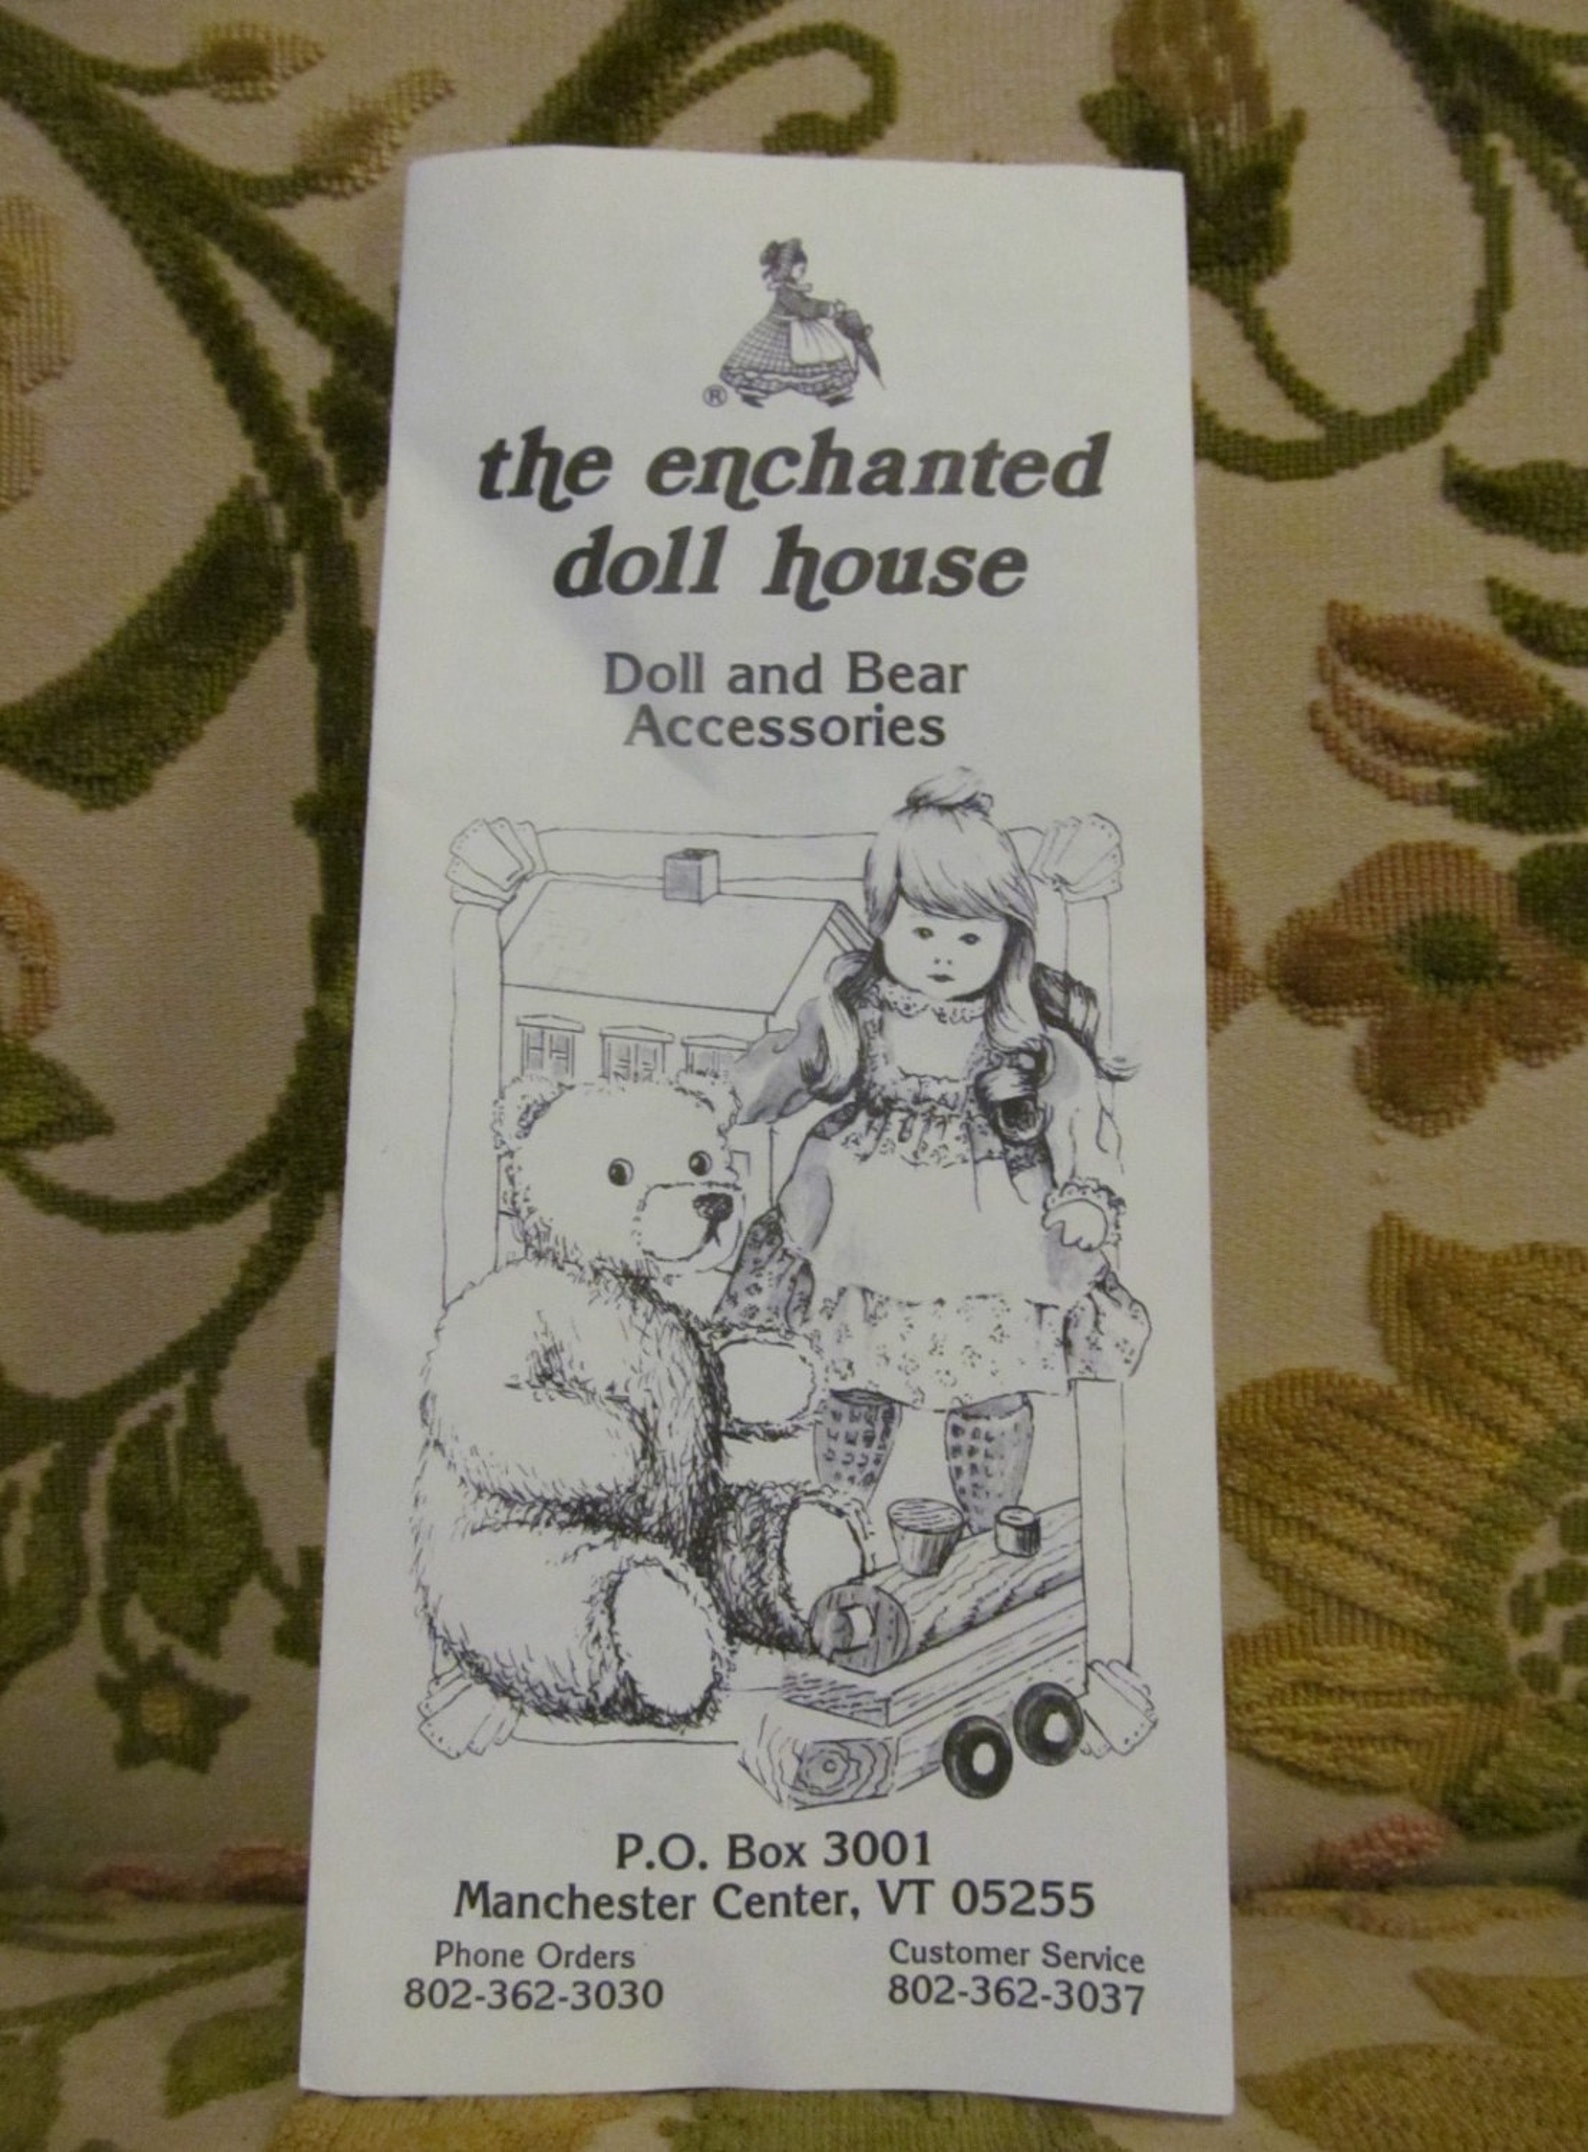 ®
the enchanted
doll house
Doll and Bear
Accessories
P.O. Box 3001
Manchester Center, VT 05255
Phone Orders
802-362-3030
Customer Service
802-362-3037